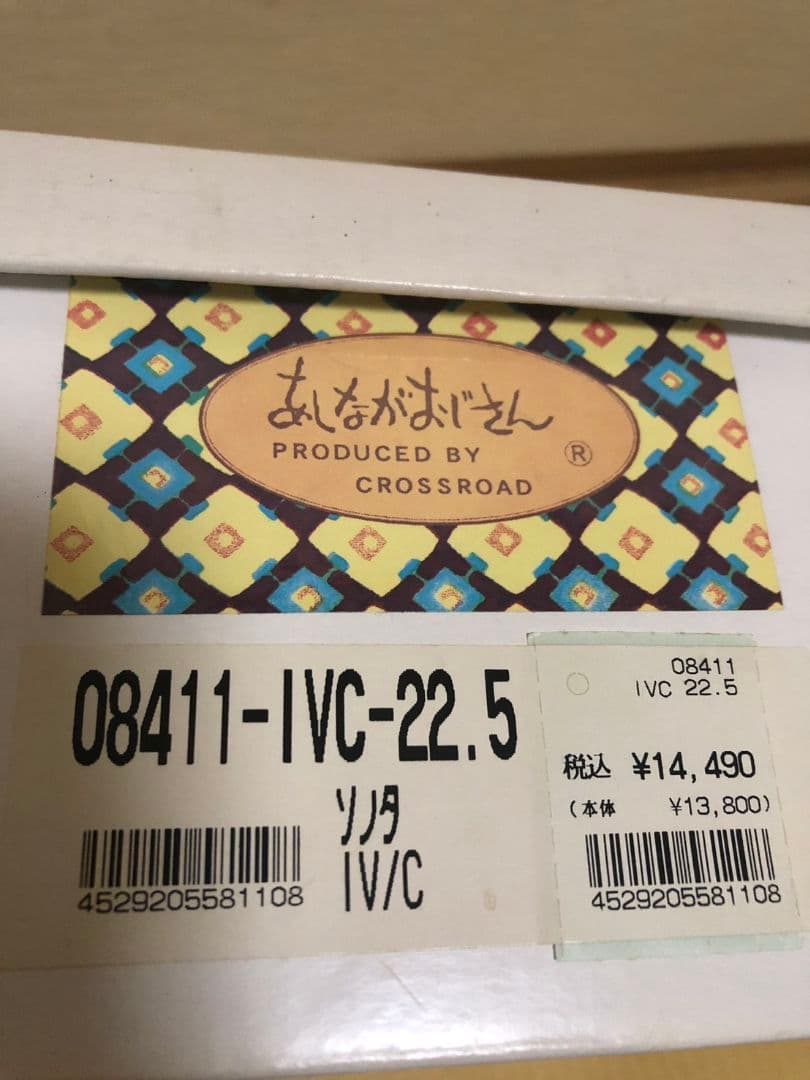 あしながおじさん
PRODUCED BY ®
CROSSROAD
08411-IVC-22.5
ソノタ
IV/C
4529205581108
08411
IVC 22.5
税込 ¥14,490
(本体 ¥13,800)
4529205581108